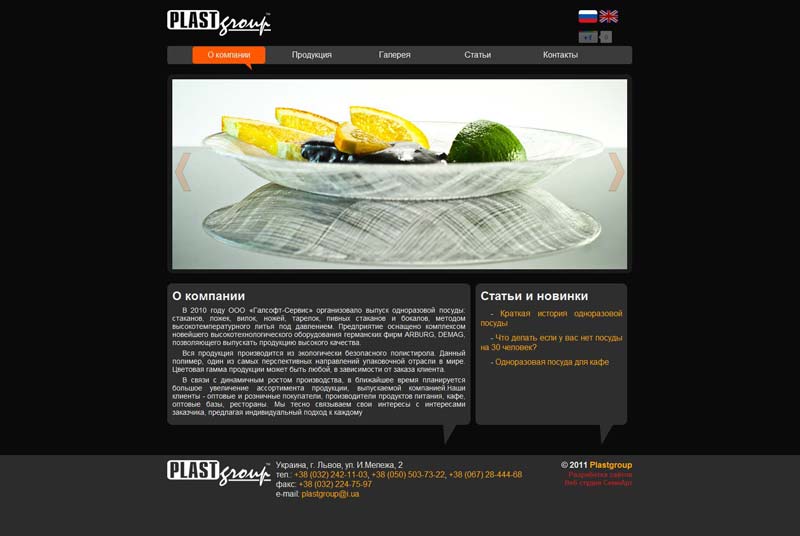 PLASTgroup™
+1 0
О компании Продукция Галерея Статьи Контакты
О компании
В 2010 году ООО «Галсофт-Сервис» организовало выпуск одноразовой посуды:
стаканов, ложек, вилок, ножей, тарелок, пивных стаканов и бокалов, методом
высокотемпературного литья под давлением. Предприятие оснащено комплексом
новейшего высокотехнологического оборудования германских фирм ARBURG, DEMAG,
позволяющего выпускать продукцию высокого качества.
Вся продукция производится из экологически безопасного полистирола. Данный
полимер, один из самых перспективных направлений упаковочной отрасли в мире.
Цветовая гамма продукции может быть любой, в зависимости от заказа клиента.
В связи с динамичным ростом производства, в ближайшее время планируется
большое увеличение ассортимента продукции, выпускаемой компанией.Наши
клиенты - оптовые и розничные покупатели, производители продуктов питания, кафе,
оптовые базы, рестораны. Мы тесно связываем свои интересы с интересами
заказчика, предлагая индивидуальный подход к каждому
Статьи и новинки
- Краткая история одноразовой
посуды
- Что делать если у вас нет посуды
на 30 человек?
- Одноразовая посуда для кафе
PLASTgroup™
Украина, г. Львов, ул. И.Мележа, 2
тел.: +38 (032) 242-11-03, +38 (050) 503-73-22, +38 (067) 28-444-68
факс: +38 (032) 224-75-97
e-mail: plastgroup@i.ua
© 2011 Plastgroup
Разработка сайтов
Веб студия СемьАрт